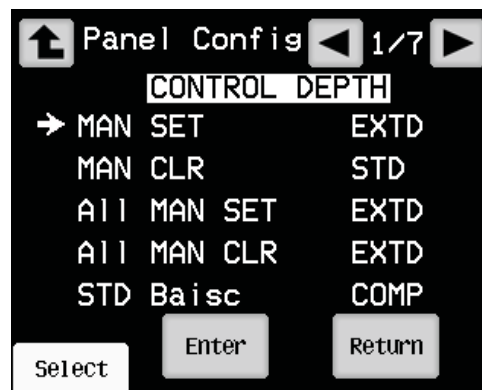 Panel Config 1/7
CONTROL DEPTH
MAN SET EXTD
MAN CLR STD
All MAN SET EXTD
All MAN CLR EXTD
STD Baisc COMP
Enter Return
Select